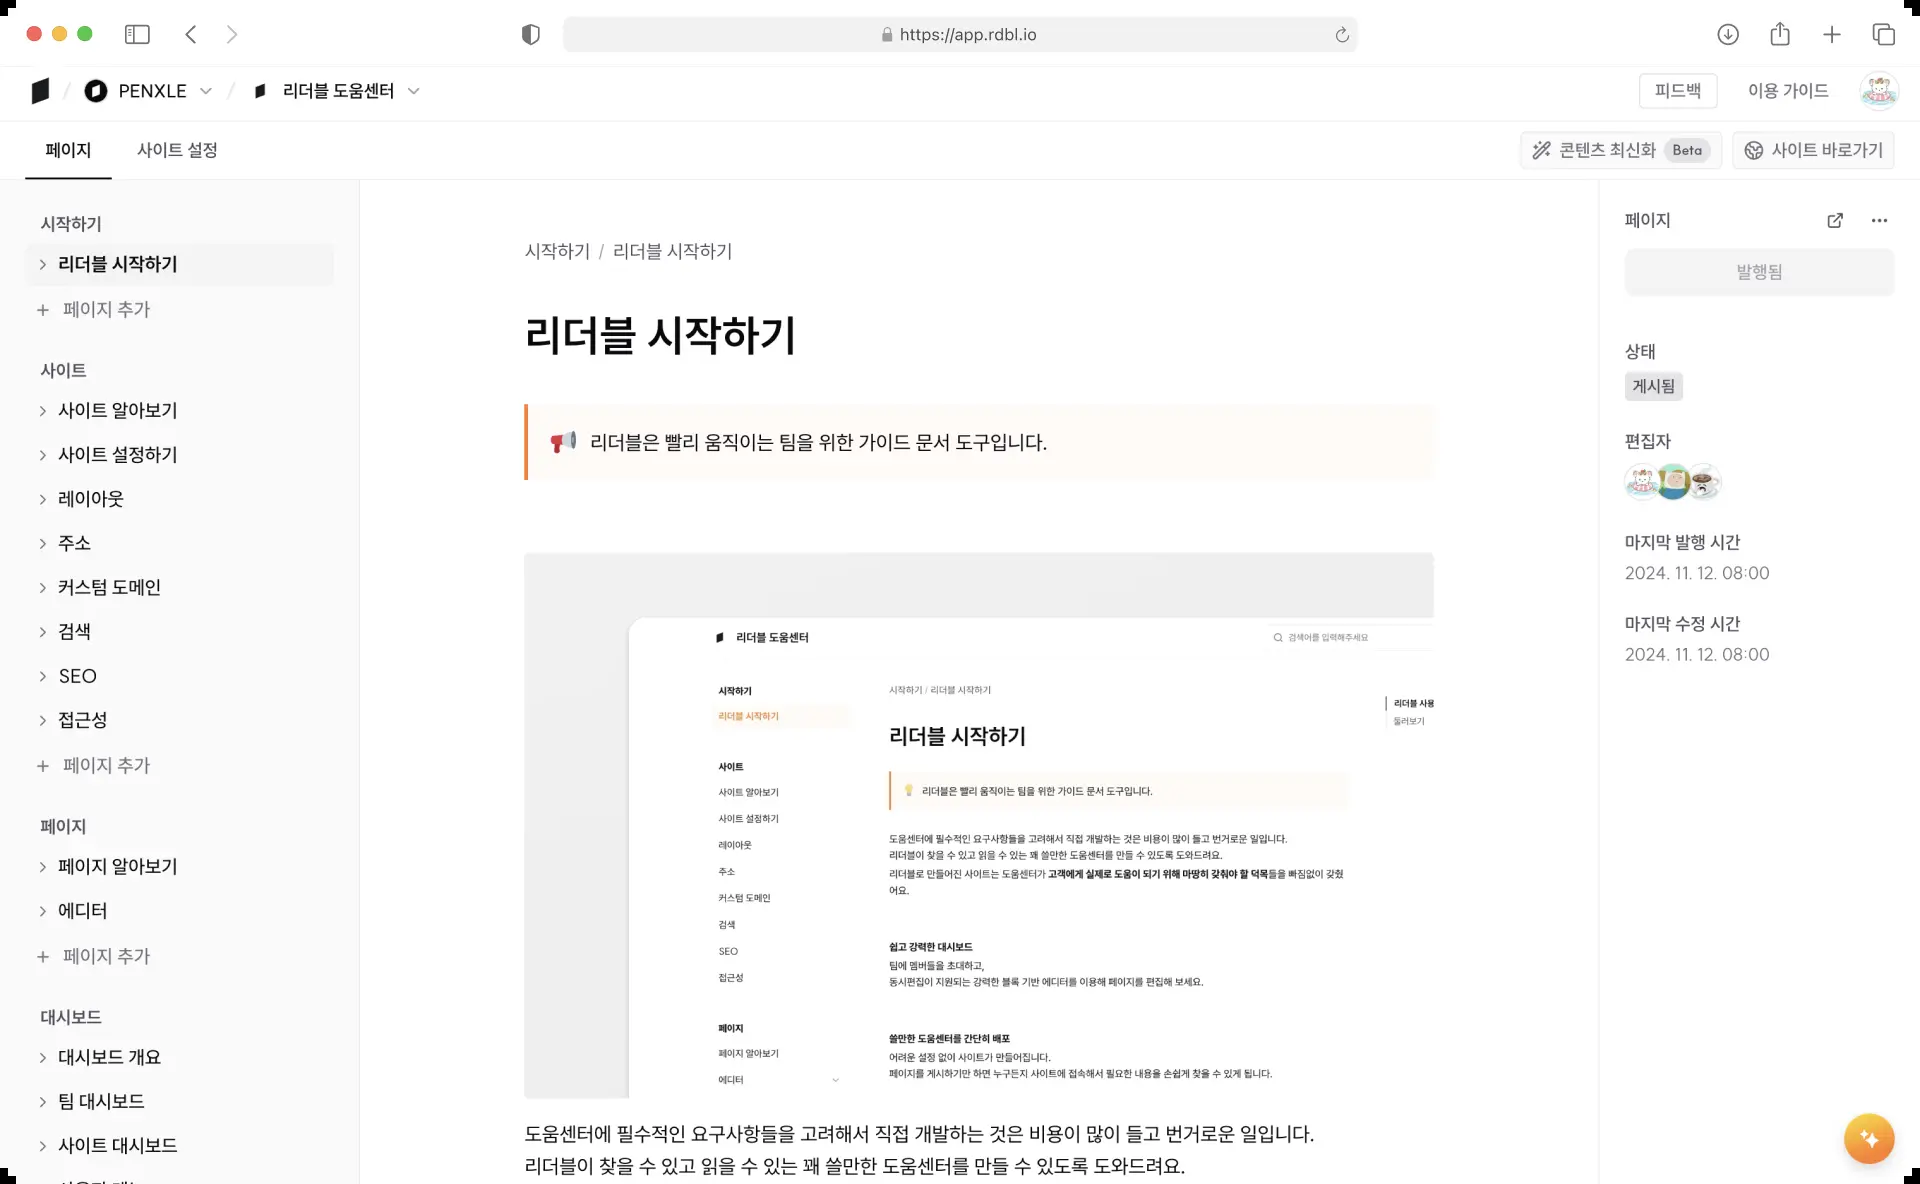 https://app.rdbl.io
/ PENXLE / 리더블 도움센터
피드백
이용 가이드
페이지
사이트 설정
콘텐츠 최신화 Beta
사이트 바로가기
시작하기
리더블 시작하기
+ 페이지 추가
사이트
사이트 알아보기
사이트 설정하기
레이아웃
주소
커스텀 도메인
검색
SEO
접근성
+ 페이지 추가
페이지
페이지 알아보기
에디터
+ 페이지 추가
대시보드
대시보드 개요
팀 대시보드
사이트 대시보드
시작하기 / 리더블 시작하기
리더블 시작하기
리더블은 빨리 움직이는 팀을 위한 가이드 문서 도구입니다.
리더블 도움센터
검색어를 입력해주세요
시작하기
리더블 시작하기
사이트
사이트 알아보기
사이트 설정하기
레이아웃
주소
커스텀 도메인
검색
SEO
접근성
페이지
페이지 알아보기
에디터
시작하기 / 리더블 시작하기
리더블 시작하기
리더블은 빨리 움직이는 팀을 위한 가이드 문서 도구입니다.
도움센터에 필수적인 요구사항들을 고려해서 직접 개발하는 것은 비용이 많이 들고 번거로운 일입니다.
리더블이 찾을 수 있고 읽을 수 있는 꽤 쓸만한 도움센터를 만들 수 있도록 도와드려요.
리더블로 만들어진 사이트는 도움센터가 고객에게 실제로 도움이 되기 위해 마땅히 갖춰야 할 덕목들을 빠짐없이 갖췄
어요.
쉽고 강력한 대시보드
팀에 멤버들을 초대하고,
동시편집이 지원되는 강력한 블록 기반 에디터를 이용해 페이지를 편집해 보세요.
쓸만한 도움센터를 간단히 배포
어려운 설정 없이 사이트가 만들어집니다.
페이지를 게시하기만 하면 누구든지 사이트에 접속해서 필요한 내용을 손쉽게 찾을 수 있게 됩니다.
리더블 사용
둘러보기
도움센터에 필수적인 요구사항들을 고려해서 직접 개발하는 것은 비용이 많이 들고 번거로운 일입니다.
리더블이 찾을 수 있고 읽을 수 있는 꽤 쓸만한 도움센터를 만들 수 있도록 도와드려요.
페이지
발행됨
상태
게시됨
편집자
마지막 발행 시간
2024. 11. 12. 08:00
마지막 수정 시간
2024. 11. 12. 08:00